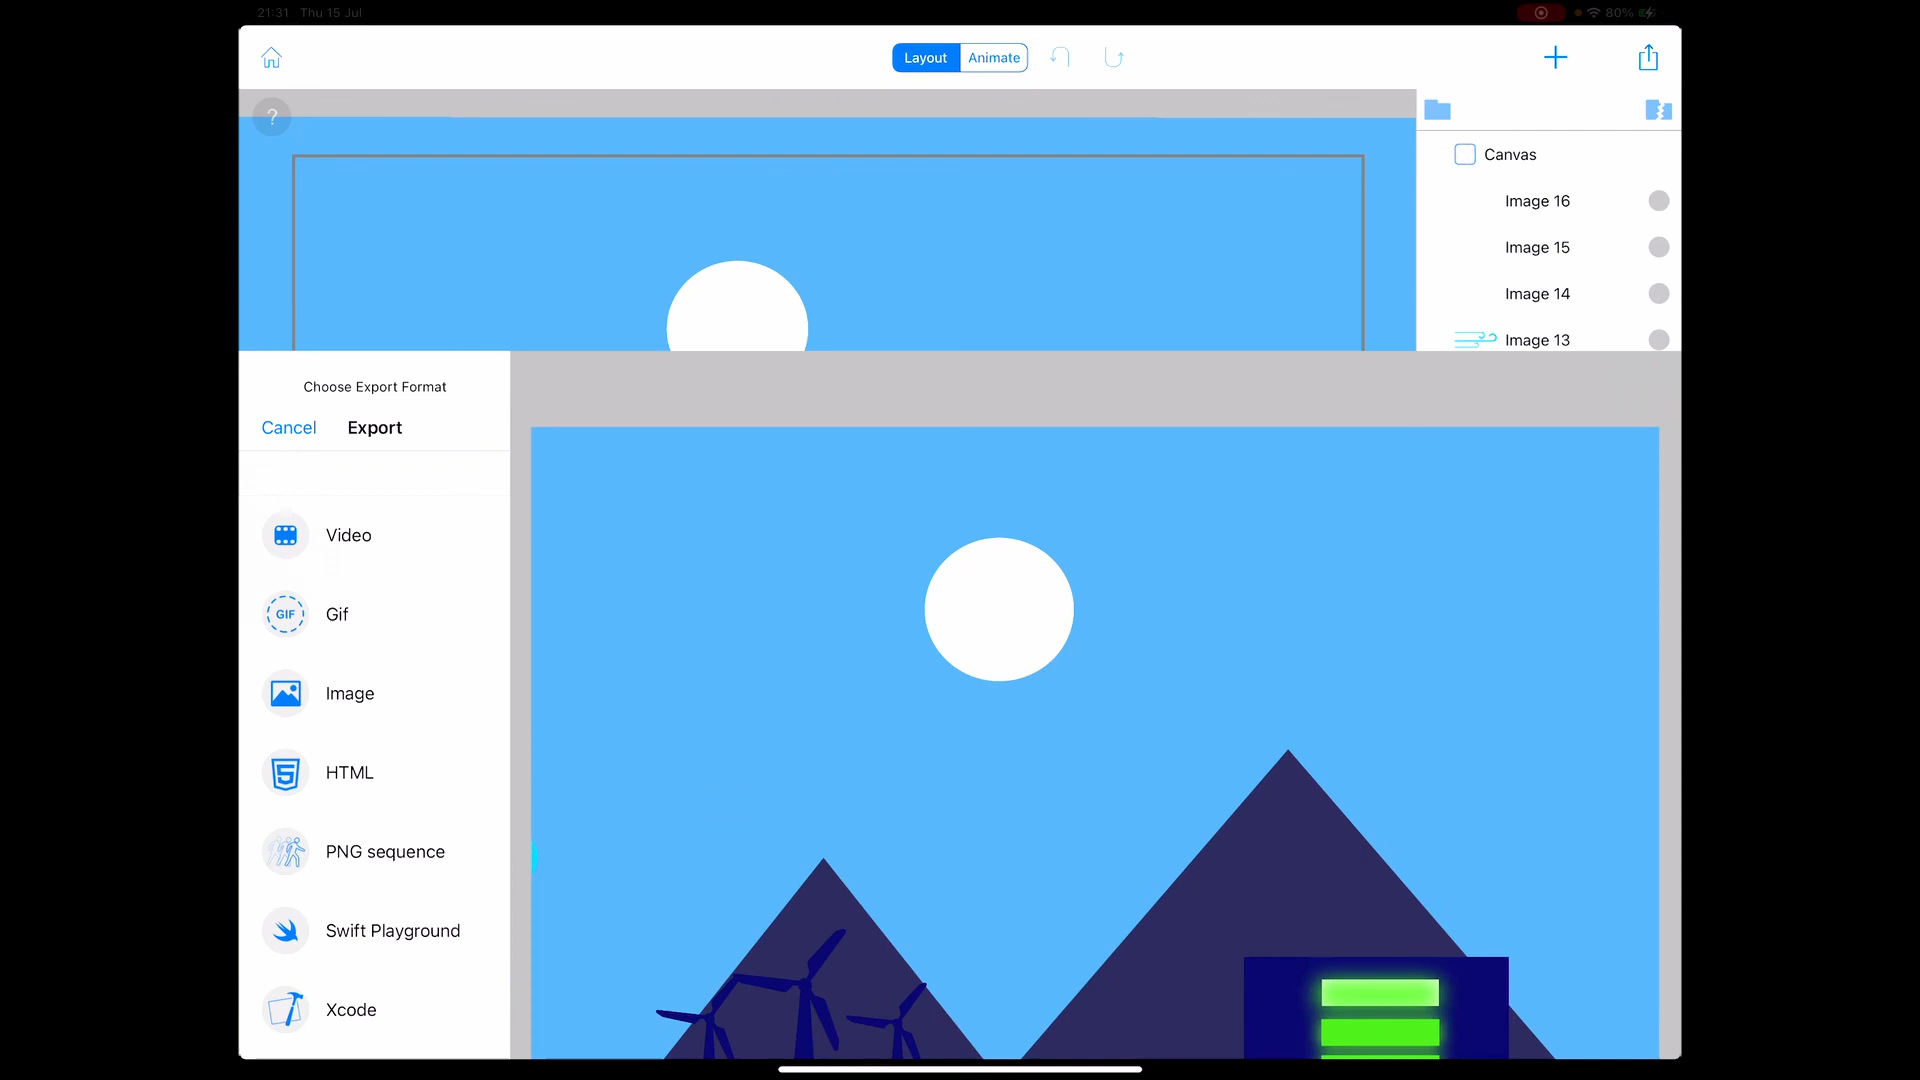 21:31 Thu 15 Jul
80%
Layout
Animate
?
Canvas
Image 16
Image 15
Image 14
Image 13
Choose Export Format
Cancel
Export
Video
GIF
Gif
Image
5
HTML
PNG sequence
Swift Playground
Xcode